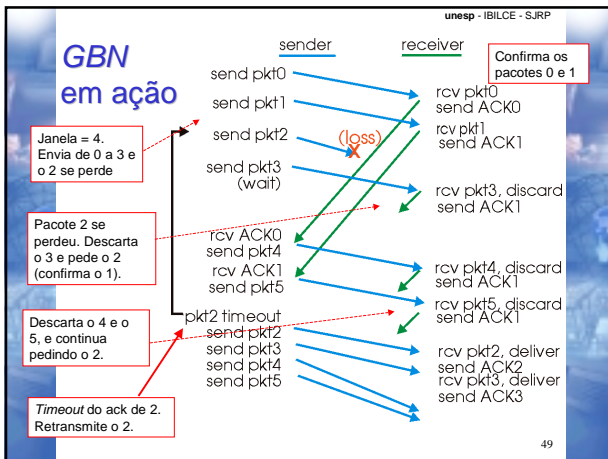 unesp - IBILCE - SJRP
GBN
em ação
sender
receiver
Confirma os
pacotes 0 e 1
send pkt0
send pkt1
send pkt2
send pkt3
(wait)
(loss)
X
rcv pkt0
send ACK0
rcv pkt1
send ACK1
rcv pkt3, discard
send ACK1
Janela = 4.
Envia de 0 a 3 e
o 2 se perde
Pacote 2 se
perdeu. Descarta
o 3 e pede o 2
(confirma o 1).
rcv ACK0
send pkt4
rcv ACK1
send pkt5
rcv pkt4, discard
send ACK1
rcv pkt5, discard
send ACK1
Descarta o 4 e o
5, e continua
pedindo o 2.
pkt2 timeout
send pkt2
send pkt3
send pkt4
send pkt5
rcv pkt2, deliver
send ACK2
rcv pkt3, deliver
send ACK3
Timeout do ack de 2.
Retransmite o 2.
49